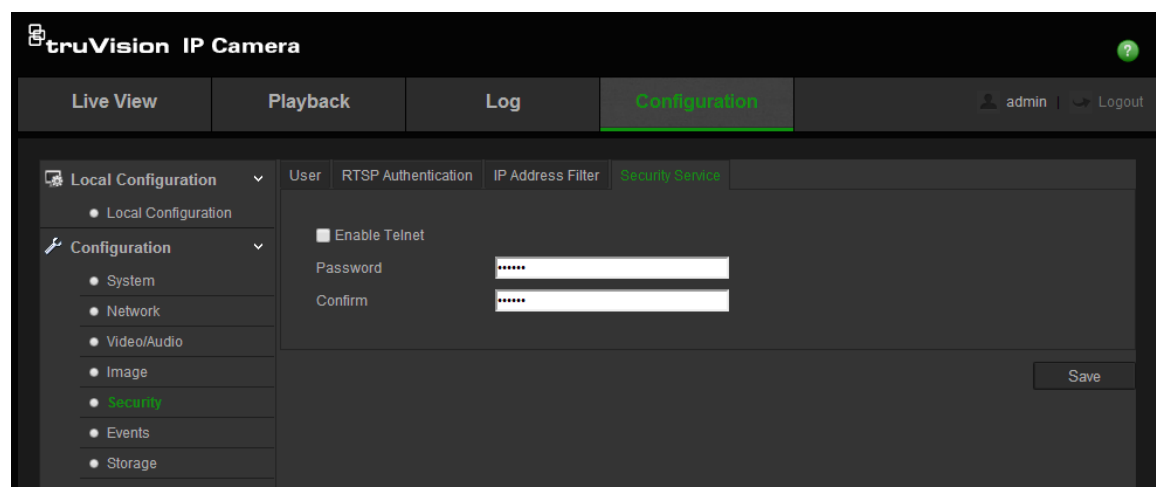 truVision IP Camera
?
Live View Playback Log Configuration admin | Logout
Local Configuration
Local Configuration
Configuration
System
Network
Video/Audio
Image
Security
Events
Storage
User RTSP Authentication IP Address Filter Security Service
Enable Telnet
Password ••••••
Confirm ••••••
Save